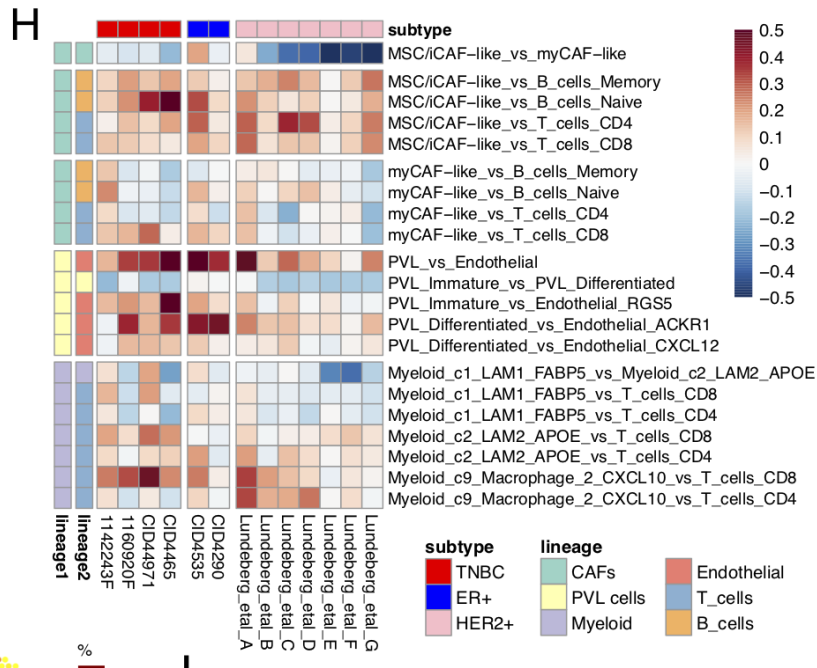 H
subtype
MSC/iCAF-like_vs_myCAF-like
MSC/iCAF-like_vs_B_cells_Memory
MSC/iCAF-like_vs_B_cells_Naive
MSC/iCAF-like_vs_T_cells_CD4
MSC/iCAF-like_vs_T_cells_CD8
myCAF-like_vs_B_cells_Memory
myCAF-like_vs_B_cells_Naive
myCAF-like_vs_T_cells_CD4
myCAF-like_vs_T_cells_CD8
PVL_vs_Endothelial
PVL_Immature_vs_PVL_Differentiated
PVL_Immature_vs_Endothelial_RGS5
PVL_Differentiated_vs_Endothelial_ACKR1
PVL_Differentiated_vs_Endothelial_CXCL12
Myeloid_c1_LAM1_FABP5_vs_Myeloid_c2_LAM2_APOE
Myeloid_c1_LAM1_FABP5_vs_T_cells_CD8
Myeloid_c1_LAM1_FABP5_vs_T_cells_CD4
Myeloid_c2_LAM2_APOE_vs_T_cells_CD8
Myeloid_c2_LAM2_APOE_vs_T_cells_CD4
Myeloid_c9_Macrophage_2_CXCL10_vs_T_cells_CD8
Myeloid_c9_Macrophage_2_CXCL10_vs_T_cells_CD4
0.5
0.4
0.3
0.2
0.1
0
-0.1
-0.2
-0.3
-0.4
-0.5
lineage1
lineage2
1142243F
1160920F
CID44971
CID4465
CID4535
CID4290
Lundeberg_etal_A
Lundeberg_etal_B
Lundeberg_etal_C
Lundeberg_etal_D
Lundeberg_etal_E
Lundeberg_etal_F
Lundeberg_etal_G
subtype
TNBC
ER+
HER2+
lineage
CAFs
PVL cells
Myeloid
Endothelial
T_cells
B_cells
%